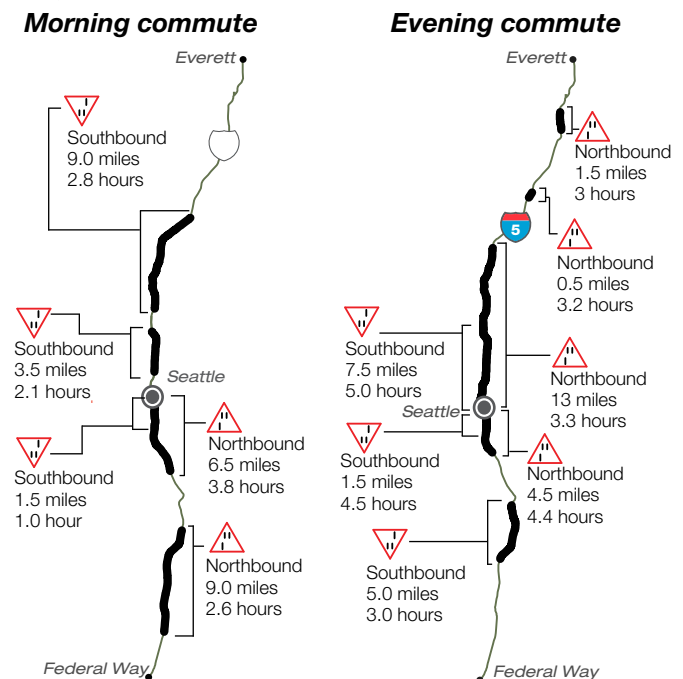 Morning commute
Everett
Southbound
9.0 miles
2.8 hours
Southbound
3.5 miles
2.1 hours
Seattle
Northbound
6.5 miles
3.8 hours
Southbound
1.5 miles
1.0 hour
Northbound
9.0 miles
2.6 hours
Federal Way
Evening commute
Everett
Northbound
1.5 miles
3 hours
5
Northbound
0.5 miles
3.2 hours
Southbound
7.5 miles
5.0 hours
Northbound
13 miles
3.3 hours
Seattle
Southbound
1.5 miles
4.5 hours
Northbound
4.5 miles
4.4 hours
Southbound
5.0 miles
3.0 hours
Federal Way